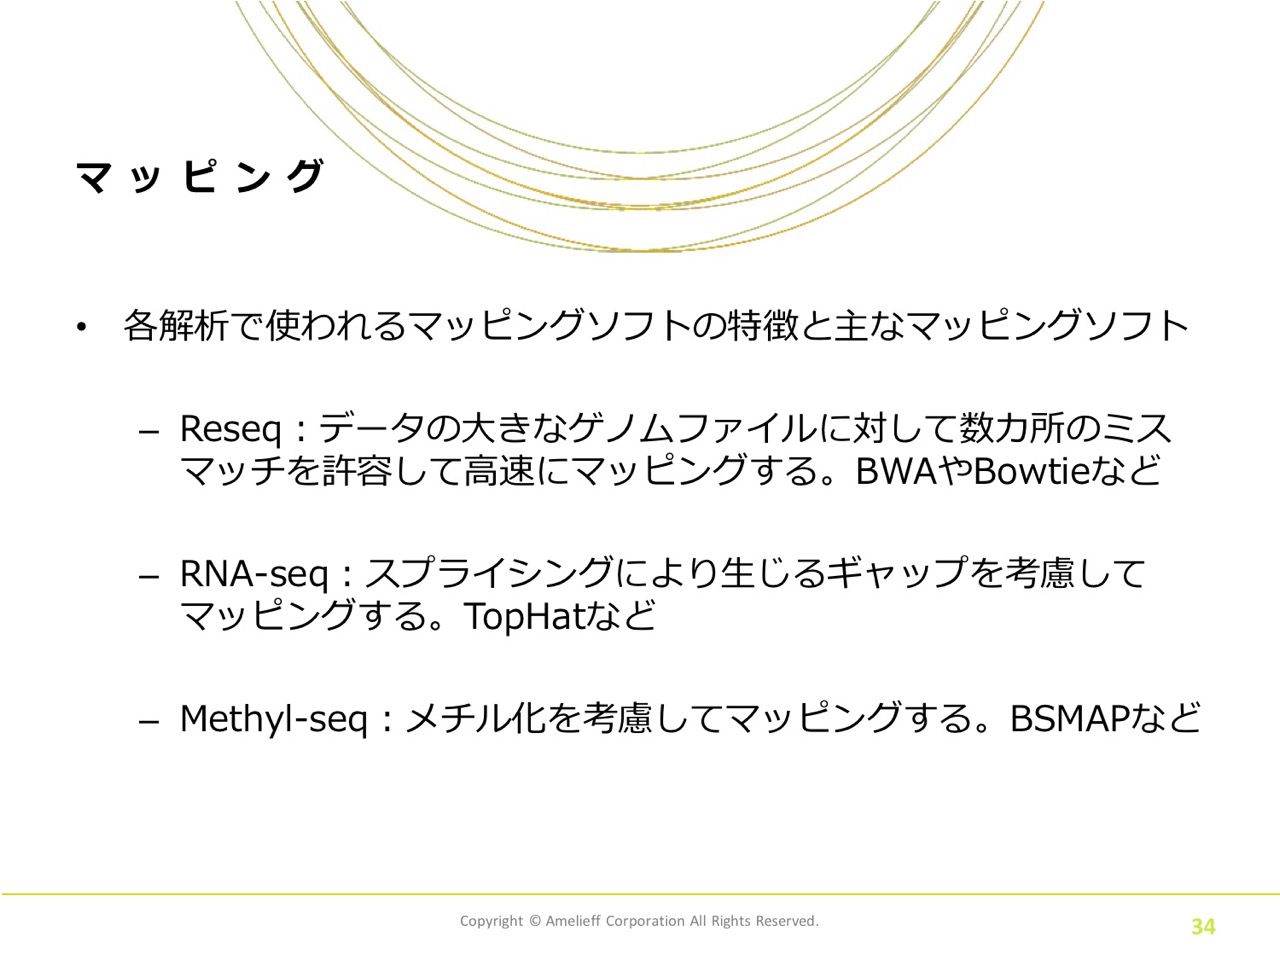 マッピング
• 各解析で使われるマッピングソフトの特徴と主なマッピングソフト
– Reseq：データの大きなゲノムファイルに対して数カ所のミス
マッチを許容して高速にマッピングする。BWAやBowtieなど
– RNA-seq：スプライシングにより生じるギャップを考慮して
マッピングする。TopHatなど
– Methyl-seq：メチル化を考慮してマッピングする。BSMAPなど
Copyright © Amelieff Corporation All Rights Reserved.
34